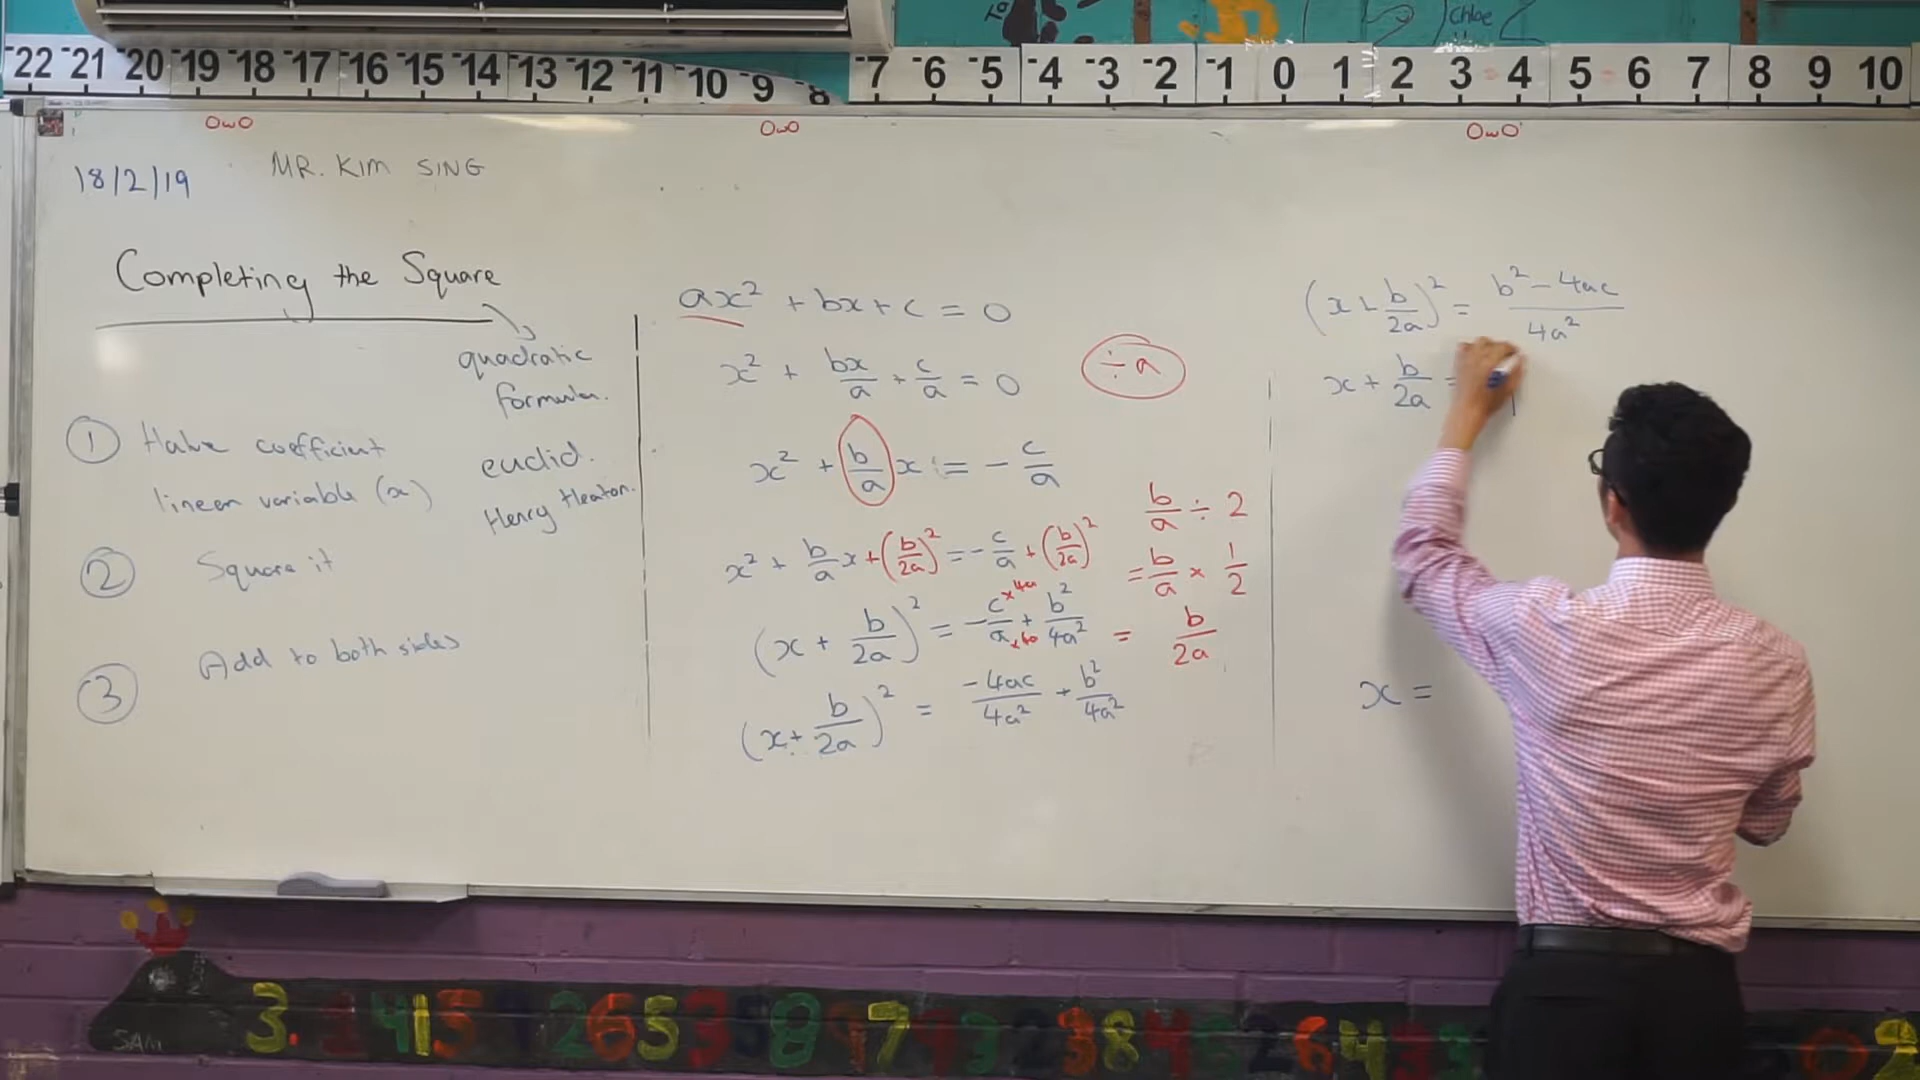 Chloe
-22 -21 -20 -19 -18 -17 -16 -15 -14 -13 -12 -11 -10 -9 -8 -7 -6 -5 -4 -3 -2 -1 0 1 2 3 4 5 6 7 8 9 10
OwO OwO OwO
18/2/19
MR. KIM SING
Completing the Square
quadratic
formula.
euclid.
Henry Heaton.
① Halve coefficient
linear variable (x)
② Square it
③ Add to both sides
ax² + bx + c = 0
x² + bx/a + c/a = 0
÷ a
x² + b/a x = - c/a
x² + b/a x + (b/2a)² = - c/a + (b/2a)²
(x + b/2a)² = - c/a + b²/4a²
(x + b/2a)² = -4ac/4a² + b²/4a²
b/a ÷ 2
= b/a × 1/2
= b/2a
(x + b/2a)² = b² - 4ac/4a²
x + b/2a =
x =
SAM